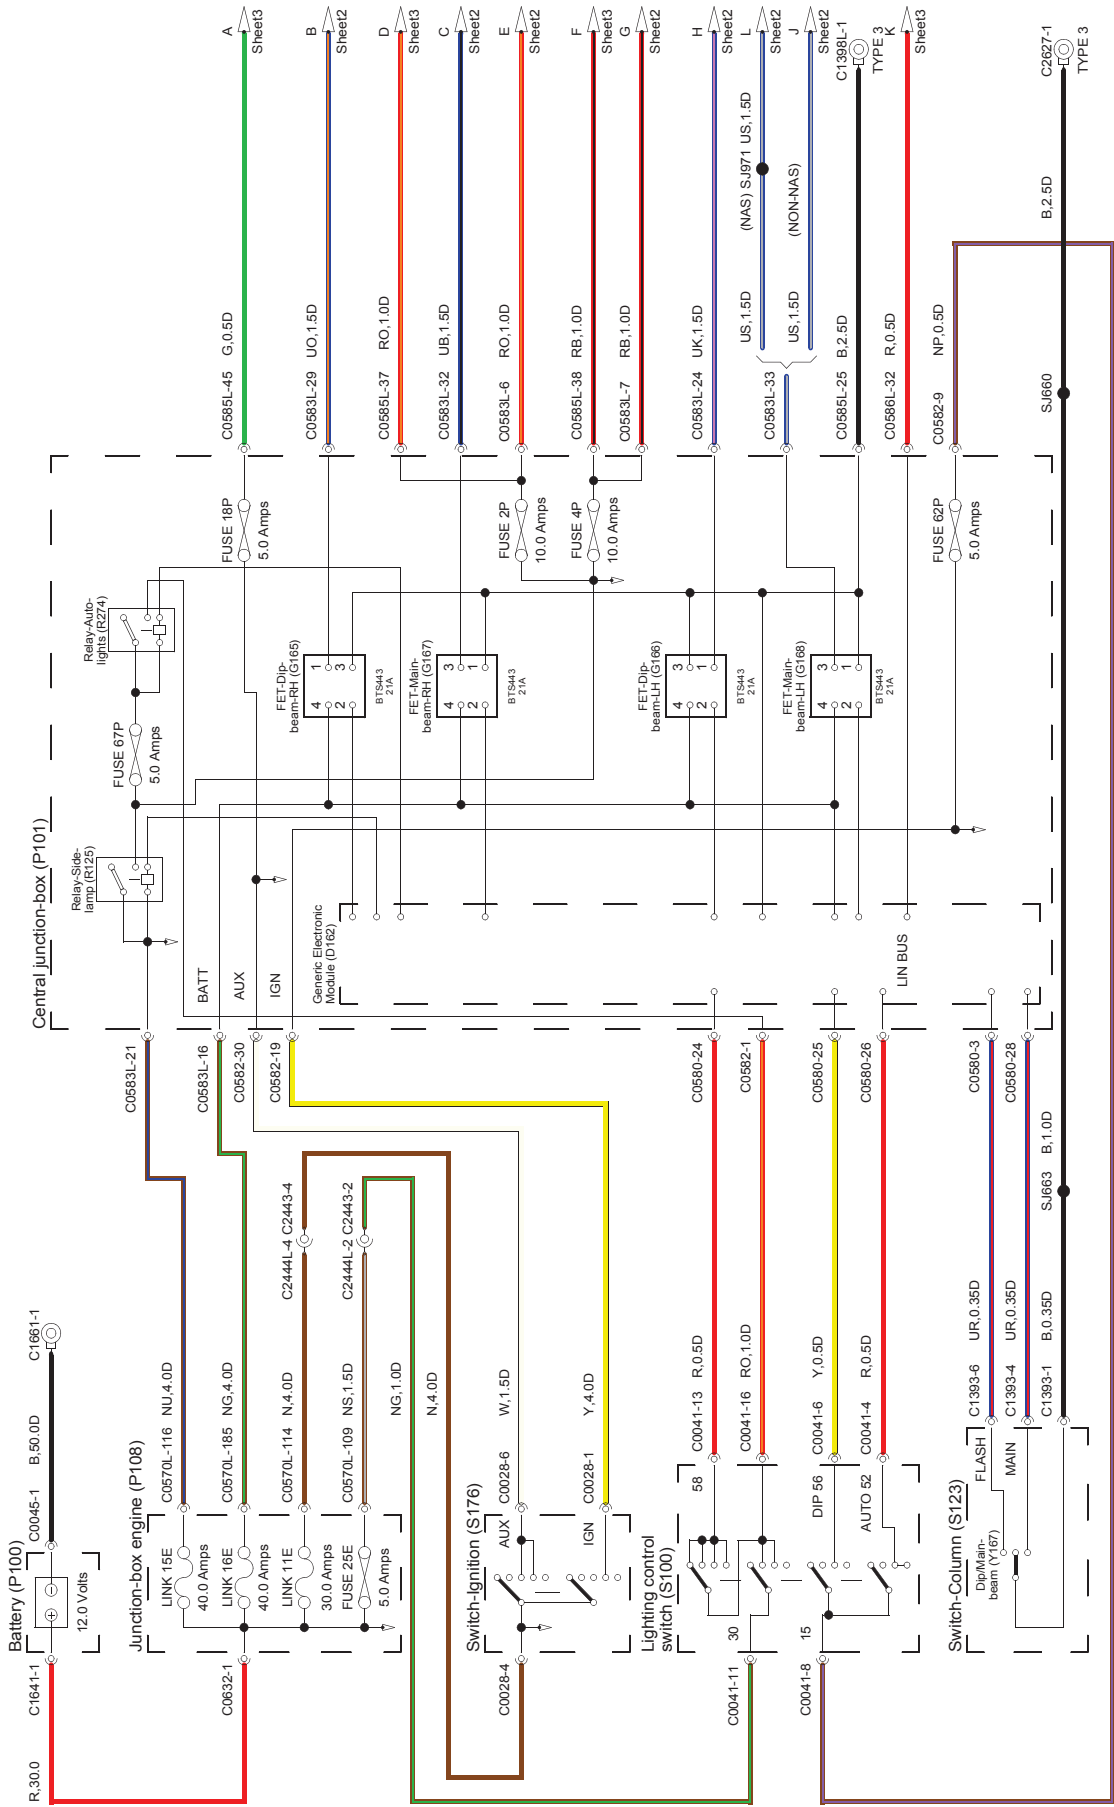 A
Sheet3
B
Sheet2
D
Sheet3
C
Sheet2
E
Sheet2
F
Sheet3
G
Sheet2
H
Sheet2
L
Sheet2
J
Sheet2
C1398L-1
TYPE 3
K
Sheet3
C2627-1
TYPE 3
G,0.5D
UO,1.5D
RO,1.0D
UB,1.5D
RO,1.0D
RB,1.0D
RB,1.0D
UK,1.5D
US,1.5D
(NAS) SJ971 US,1.5D
US,1.5D
(NON-NAS)
B,2.5D
R,0.5D
NP,0.5D
B,2.5D
C0585L-45
C0583L-29
C0585L-37
C0583L-32
C0583L-6
C0585L-38
C0583L-7
C0583L-24
C0583L-33
C0585L-25
C0586L-32
C0582-9
SJ660
Central junction-box (P101)
Relay-Auto-
lights (R274)
FUSE 18P
5.0 Amps
FUSE 2P
10.0 Amps
FUSE 4P
10.0 Amps
FUSE 62P
5.0 Amps
FUSE 67P
5.0 Amps
Relay-Side-
lamp (R125)
FET-Dip-
beam-RH (G165)
4 1
2 3
BTS443
21A
FET-Main-
beam-RH (G167)
4 3
2 1
BTS443
21A
FET-Dip-
beam-LH (G166)
4 3
2 1
BTS443
21A
FET-Main-
beam-LH (G168)
4 3
2 1
BTS443
21A
BATT
AUX
IGN
Generic Electronic
Module (D162)
LIN BUS
C0583L-21
C0583L-16
C0582-30
C0582-19
C0580-24
C0582-1
C0580-25
C0580-26
C0580-3
C0580-28
B,1.0D
SJ663
C2444L-4 C2443-4
C2444L-2 C2443-2
C1661-1
B,50.0D
C0045-1
Battery (P100)
12.0 Volts
C1641-1
R,30.0
Junction-box engine (P108)
C0570L-116 NU,4.0D
C0570L-185 NG,4.0D
C0570L-114 N,4.0D
C0570L-109 NS,1.5D
NG,1.0D
N,4.0D
LINK 15E
40.0 Amps
LINK 16E
40.0 Amps
LINK 11E
30.0 Amps
FUSE 25E
5.0 Amps
C0632-1
Switch-Ignition (S176)
C0028-6 W,1.5D
C0028-1 Y,4.0D
AUX
IGN
C0028-4
Lighting control
switch (S100)
C0041-13 R,0.5D
C0041-16 RO,1.0D
C0041-6 Y,0.5D
C0041-4 R,0.5D
58
DIP 56
AUTO 52
30
15
C0041-11
C0041-8
Switch-Column (S123)
C1393-6 UR,0.35D
C1393-4 UR,0.35D
C1393-1 B,0.35D
FLASH
MAIN
Dip/Main-
beam (Y167)